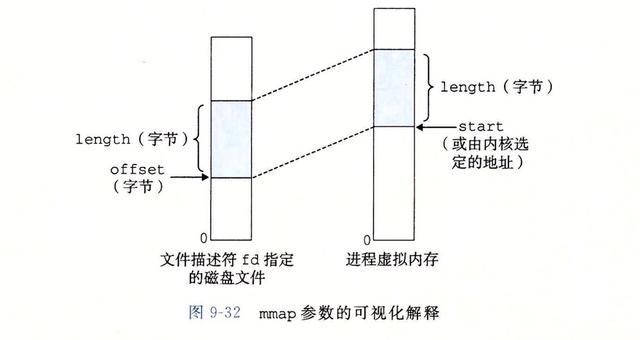 length（字节）
offset
（字节）
0
文件描述符 fd 指定
的磁盘文件
length（字节）
start
（或由内核选
定的地址）
0
进程虚拟内存
图 9-32 mmap 参数的可视化解释